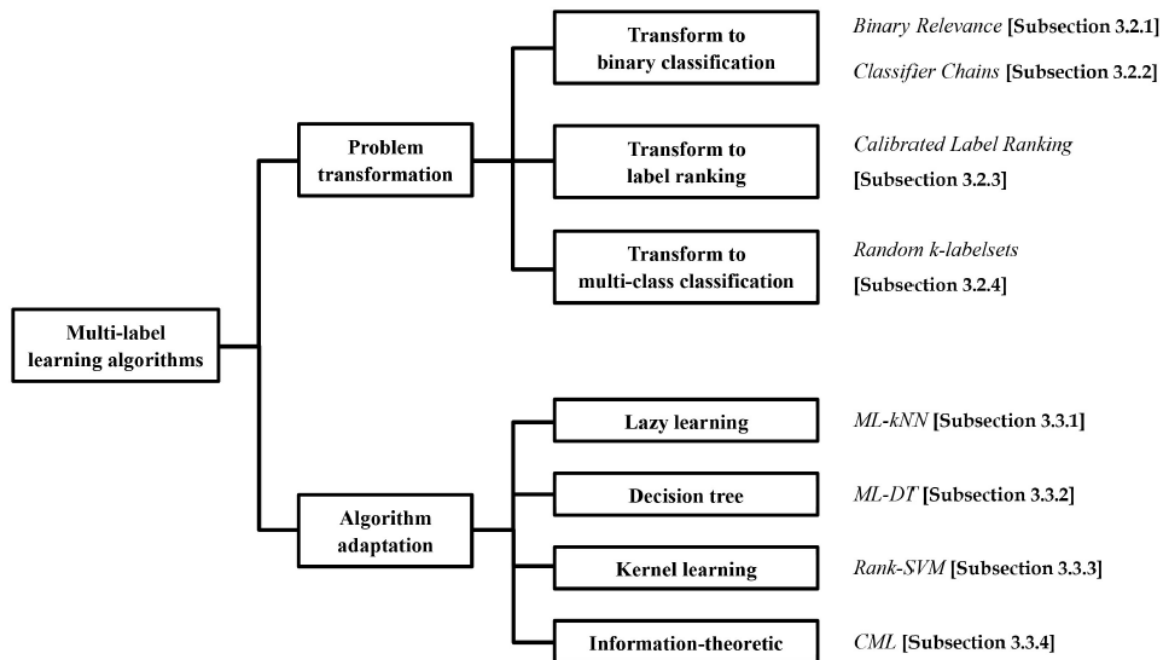 Transform to
binary classification
Binary Relevance [Subsection 3.2.1]
Classifier Chains [Subsection 3.2.2]
Problem
transformation
Transform to
label ranking
Calibrated Label Ranking
[Subsection 3.2.3]
Transform to
multi-class classification
Random k-labelsets
[Subsection 3.2.4]
Multi-label
learning algorithms
Lazy learning
ML-kNN [Subsection 3.3.1]
Decision tree
ML-DT [Subsection 3.3.2]
Algorithm
adaptation
Kernel learning
Rank-SVM [Subsection 3.3.3]
Information-theoretic
CML [Subsection 3.3.4]